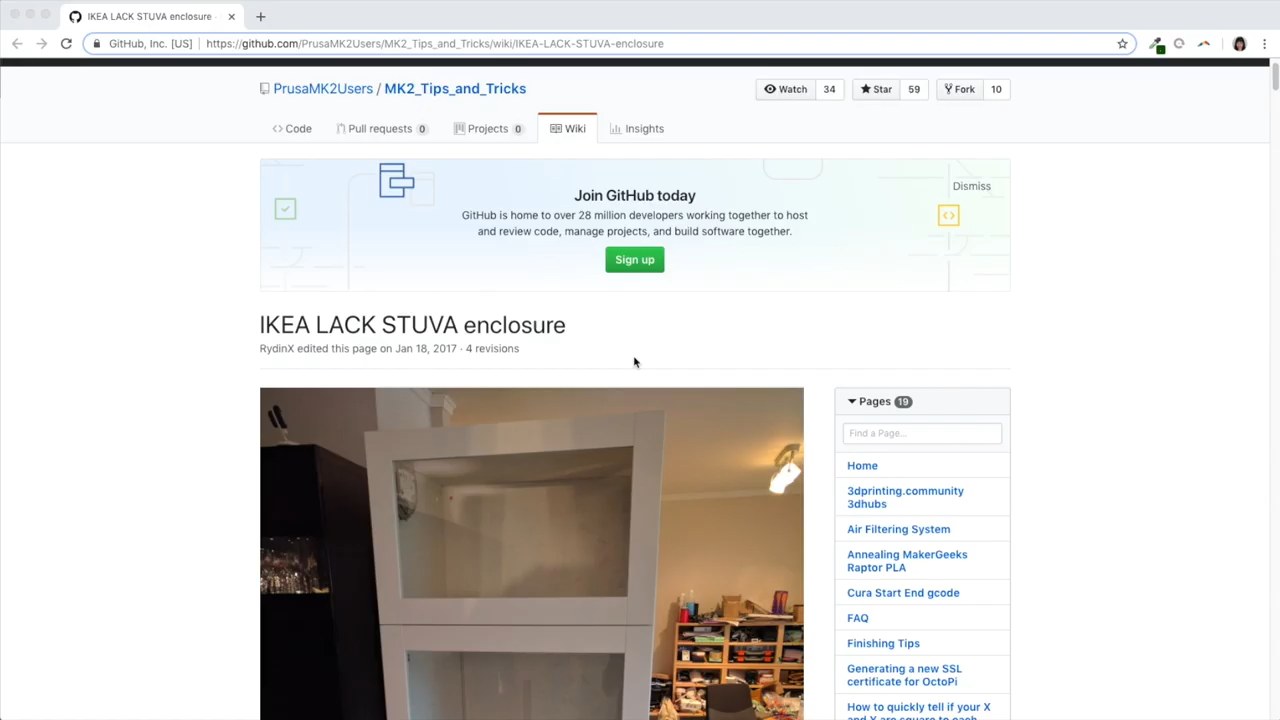 IKEA LACK STUVA enclosure
GitHub, Inc. [US] https://github.com/PrusaMK2Users/MK2_Tips_and_Tricks/wiki/IKEA-LACK-STUVA-enclosure
PrusaMK2Users / MK2_Tips_and_Tricks
Watch 34 Star 59 Fork 10
Code Pull requests 0 Projects 0 Wiki Insights
Join GitHub today
Dismiss
GitHub is home to over 28 million developers working together to host
and review code, manage projects, and build software together.
Sign up
IKEA LACK STUVA enclosure
RydinX edited this page on Jan 18, 2017 · 4 revisions
Pages 19
Find a Page…
Home
3dprinting.community
3dhubs
Air Filtering System
Annealing MakerGeeks
Raptor PLA
Cura Start End gcode
FAQ
Finishing Tips
Generating a new SSL
certificate for OctoPi
How to quickly tell if your X
and Y are square to each